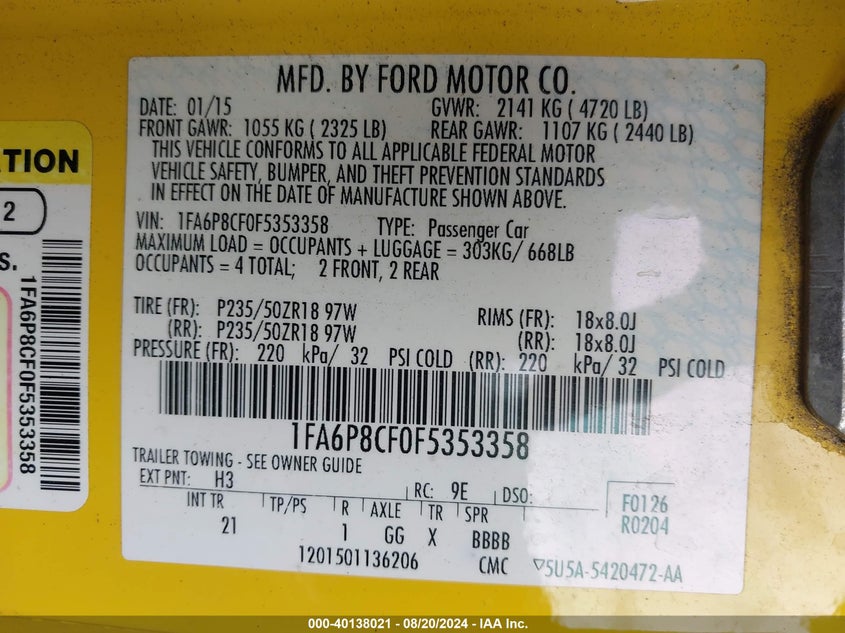 ATION
2
S.
1FA6P8CF0F5353358
MFD. BY FORD MOTOR CO.
DATE: 01/15 GVWR: 2141 KG ( 4720 LB)
FRONT GAWR: 1055 KG ( 2325 LB) REAR GAWR: 1107 KG ( 2440 LB)
THIS VEHICLE CONFORMS TO ALL APPLICABLE FEDERAL MOTOR
VEHICLE SAFETY, BUMPER, AND THEFT PREVENTION STANDARDS
IN EFFECT ON THE DATE OF MANUFACTURE SHOWN ABOVE.
VIN: 1FA6P8CF0F5353358 TYPE: Passenger Car
MAXIMUM LOAD = OCCUPANTS + LUGGAGE = 303KG/ 668LB
OCCUPANTS = 4 TOTAL; 2 FRONT, 2 REAR
TIRE (FR): P235/50ZR18 97W RIMS (FR): 18x8.0J
(RR): P235/50ZR18 97W (RR): 18x8.0J
PRESSURE (FR): 220 kPa/ 32 PSI COLD (RR): 220 kPa/ 32 PSI COLD
1FA6P8CF0F5353358
TRAILER TOWING - SEE OWNER GUIDE
EXT PNT: H3 RC: 9E DSO: F0126
INT TR TP/PS R AXLE TR SPR R0204
21 1 GG X BBBB
1201501136206 CMC ▽5U5A-5420472-AA
000-40138021 - 08/20/2024 - IAA Inc.